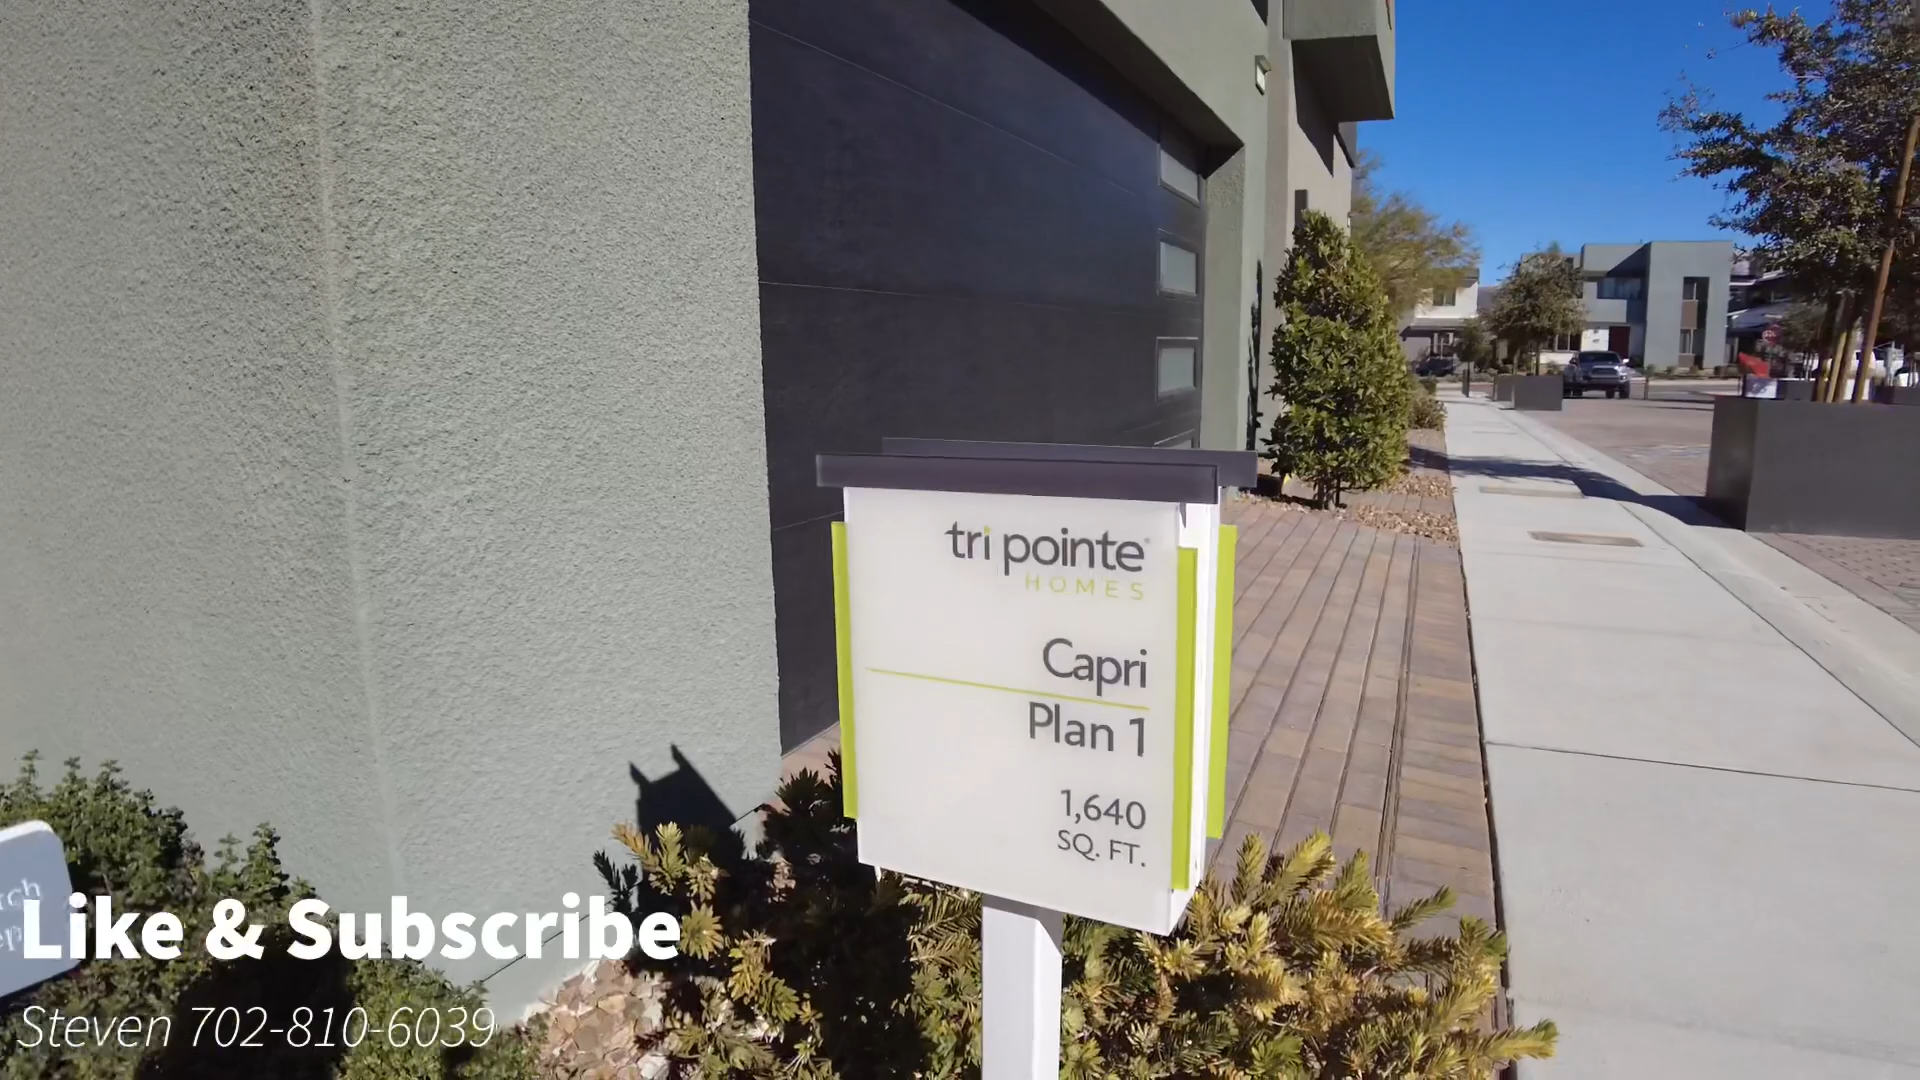 tri pointe
HOMES
Capri
Plan 1
1,640
SQ. FT.
Like & Subscribe
Steven 702-810-6039